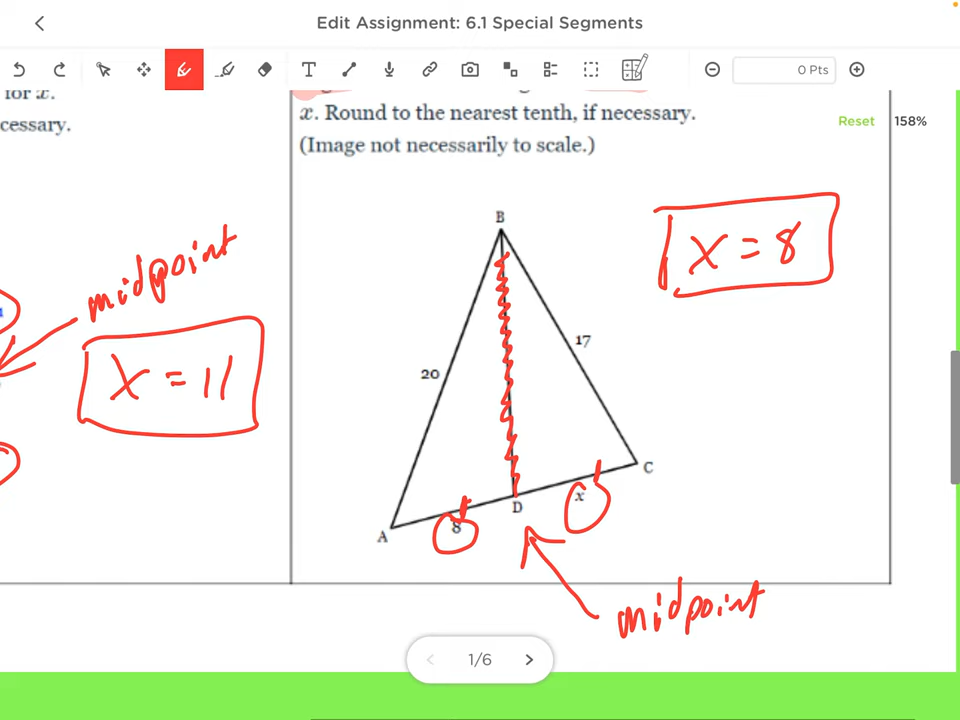 Edit Assignment: 6.1 Special Segments
T
0 Pts
Reset
158%
for x.
cessary.
x. Round to the nearest tenth, if necessary.
(Image not necessarily to scale.)
midpoint
x = 11
x = 8
B
20
17
A
8
D
x
C
midpoint
1/6